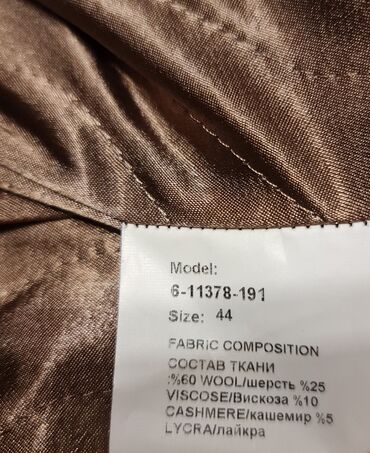 Model:
6-11378-191
Size: 44
FABRIC COMPOSITION
СОСТАВ ТКАНИ
:%60 WOOL/шерсть %25
VISCOSE/Вискоза %10
CASHMERE/кашемир %5
LYCRA/лайкра